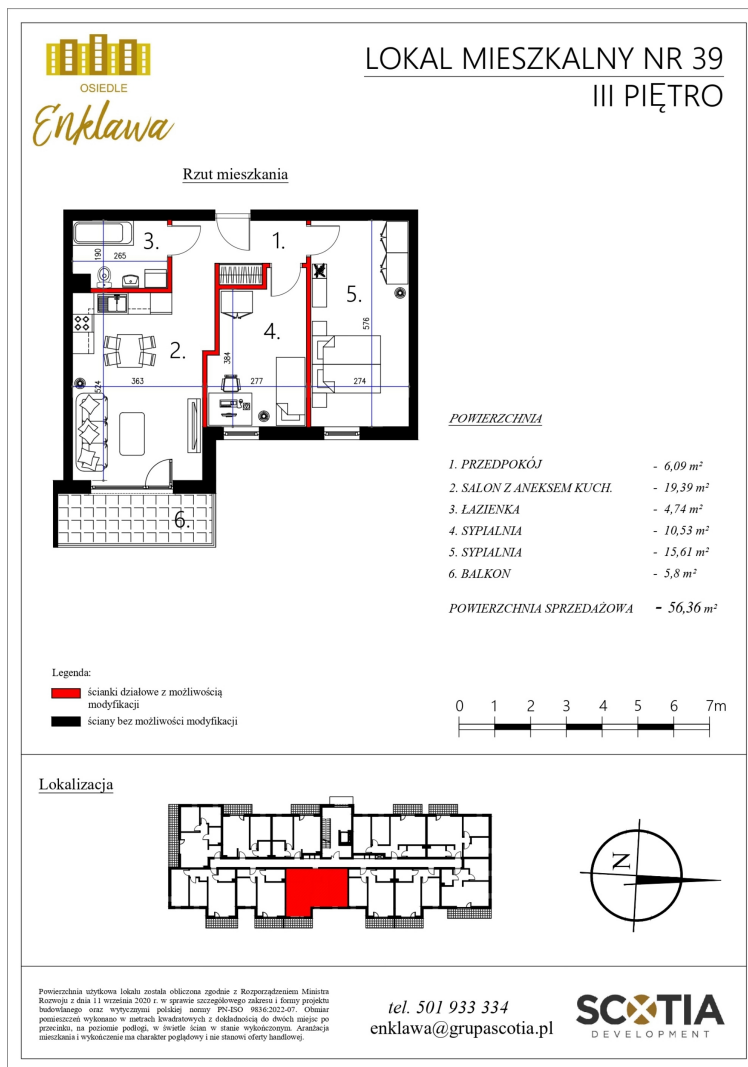 OSIEDLE
Enklawa
LOKAL MIESZKALNY NR 39
III PIĘTRO
Rzut mieszkania
3.
1.
190
265
5.
4.
2.
576
384
524
363
277
274
6.
POWIERZCHNIA
1. PRZEDPOKÓJ - 6,09 m²
2. SALON Z ANEKSEM KUCH. - 19,39 m²
3. ŁAZIENKA - 4,74 m²
4. SYPIALNIA - 10,53 m²
5. SYPIALNIA - 15,61 m²
6. BALKON - 5,8 m²
POWIERZCHNIA SPRZEDAŻOWA - 56,36 m²
Legenda:
ścianki działowe z możliwością
modyfikacji
ściany bez możliwości modyfikacji
0 1 2 3 4 5 6 7m
Lokalizacja
N
Powierzchnia użytkowa lokalu została obliczona zgodnie z Rozporządzeniem Ministra
Rozwoju z dnia 11 września 2020 r. w sprawie szczegółowego zakresu i formy projektu
budowlanego oraz wytycznymi polskiej normy PN-ISO 9836:2022-07. Obmiar
pomieszczeń wykonano w metrach kwadratowych z dokładnością do dwóch miejsc po
przecinku, na poziomie podłogi, w świetle ścian w stanie wykończonym. Aranżacja
mieszkania i wykończenie ma charakter poglądowy i nie stanowi oferty handlowej.
tel. 501 933 334
enklawa@grupascotia.pl
SCOTIA
DEVELOPMENT